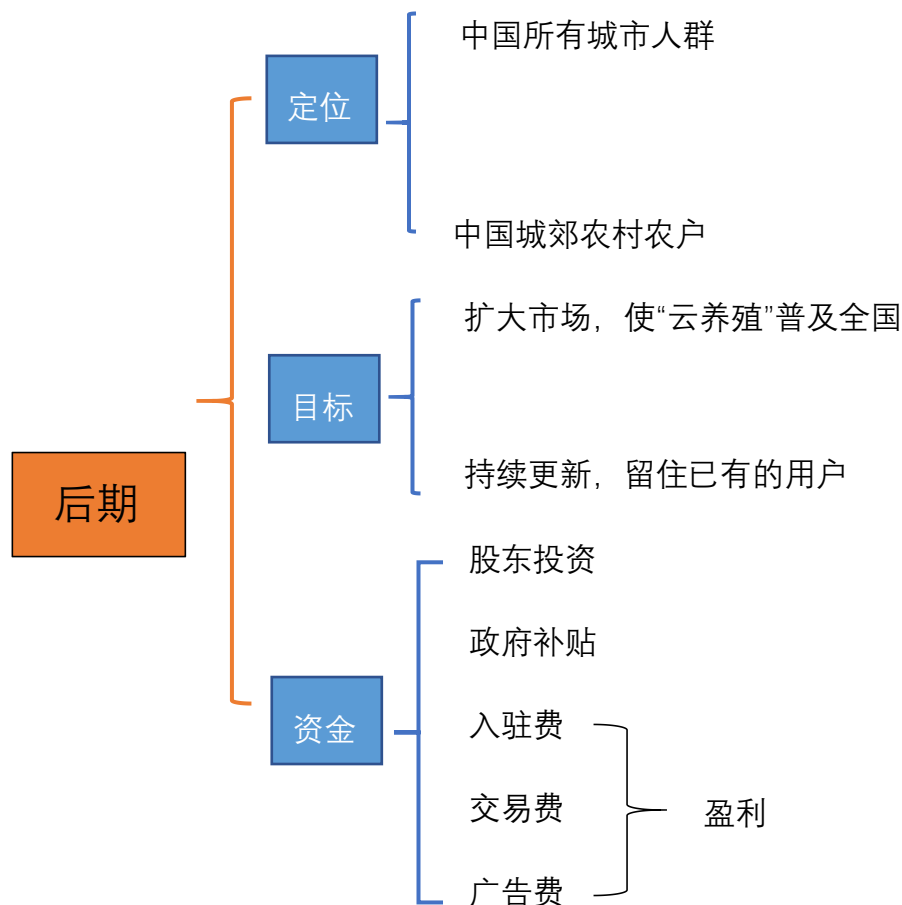 后期
定位
中国所有城市人群
中国城郊农村农户
目标
扩大市场，使“云养殖”普及全国
持续更新，留住已有的用户
资金
股东投资
政府补贴
入驻费
交易费
广告费
盈利